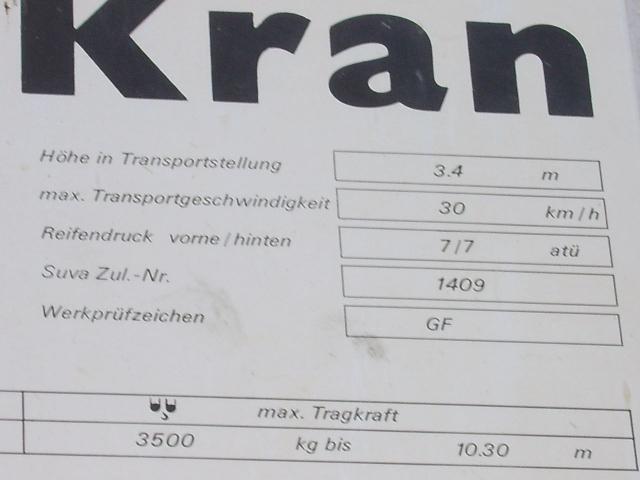 Kran
Höhe in Transportstellung 3.4 m
max. Transportgeschwindigkeit 30 km/h
Reifendruck vorne/hinten 7/7 atü
Suva Zul.-Nr. 1409
Werkprüfzeichen GF
max. Tragkraft
3500 kg bis 10.30 m